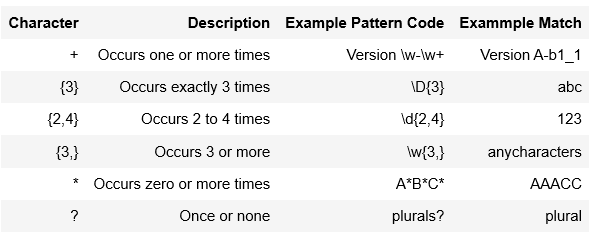 Character Description Example Pattern Code Exammple Match
+ Occurs one or more times Version \w-\w+ Version A-b1_1
{3} Occurs exactly 3 times \D{3} abc
{2,4} Occurs 2 to 4 times \d{2,4} 123
{3,} Occurs 3 or more \w{3,} anycharacters
* Occurs zero or more times A*B*C* AAACC
? Once or none plurals? plural